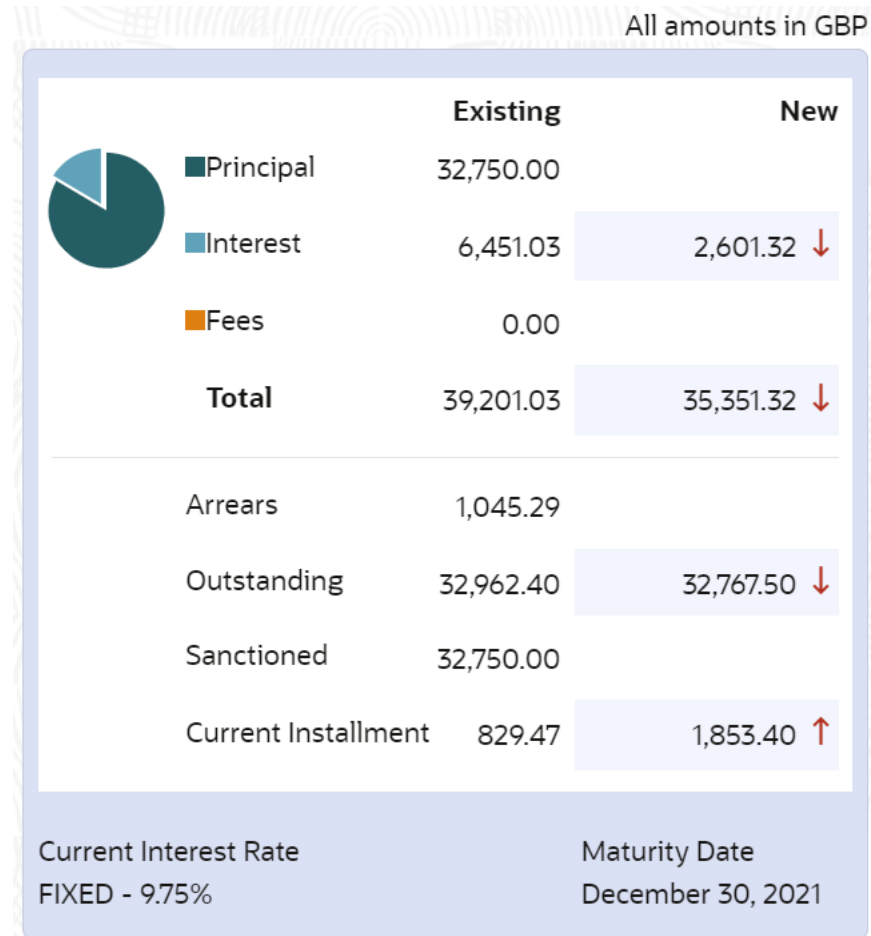 All amounts in GBP
Existing New
Principal 32,750.00
Interest 6,451.03 2,601.32 ↓
Fees 0.00
Total 39,201.03 35,351.32 ↓
Arrears 1,045.29
Outstanding 32,962.40 32,767.50 ↓
Sanctioned 32,750.00
Current Installment 829.47 1,853.40 ↑
Current Interest Rate Maturity Date
FIXED - 9.75% December 30, 2021